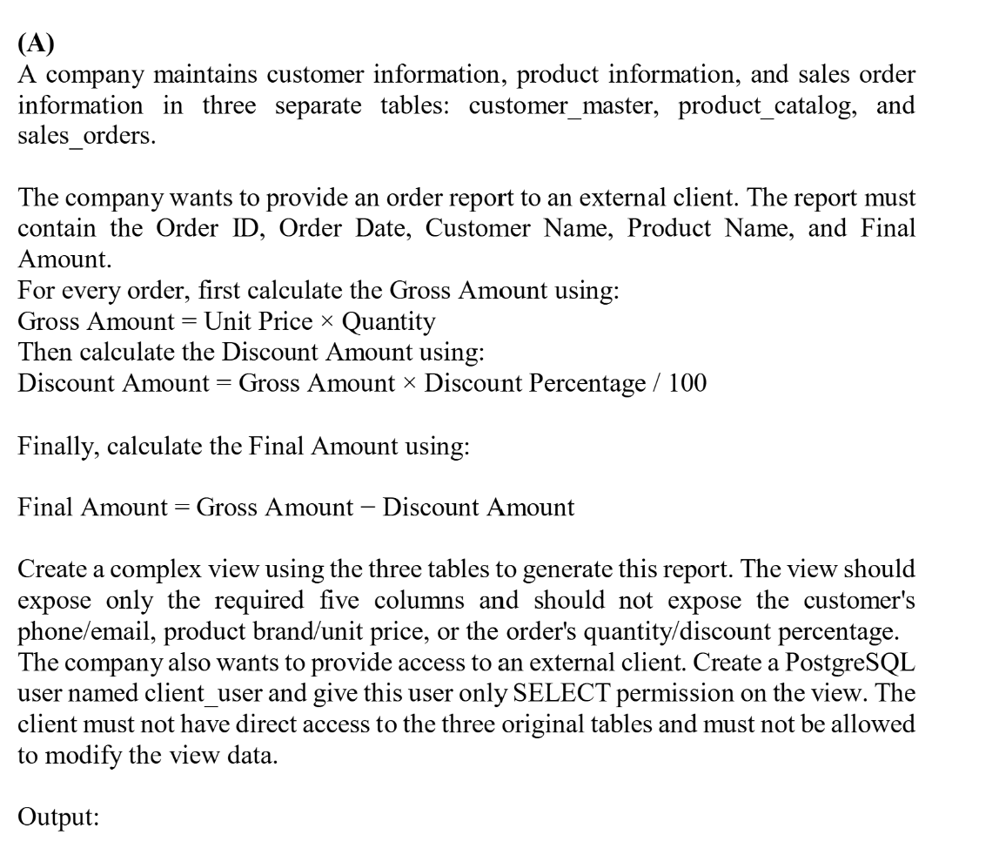 (A)
A company maintains customer information, product information, and sales order
information in three separate tables: customer_master, product_catalog, and
sales_orders.
The company wants to provide an order report to an external client. The report must
contain the Order ID, Order Date, Customer Name, Product Name, and Final
Amount.
For every order, first calculate the Gross Amount using:
Gross Amount = Unit Price × Quantity
Then calculate the Discount Amount using:
Discount Amount = Gross Amount × Discount Percentage / 100
Finally, calculate the Final Amount using:
Final Amount = Gross Amount − Discount Amount
Create a complex view using the three tables to generate this report. The view should
expose only the required five columns and should not expose the customer's
phone/email, product brand/unit price, or the order's quantity/discount percentage.
The company also wants to provide access to an external client. Create a PostgreSQL
user named client_user and give this user only SELECT permission on the view. The
client must not have direct access to the three original tables and must not be allowed
to modify the view data.
Output: